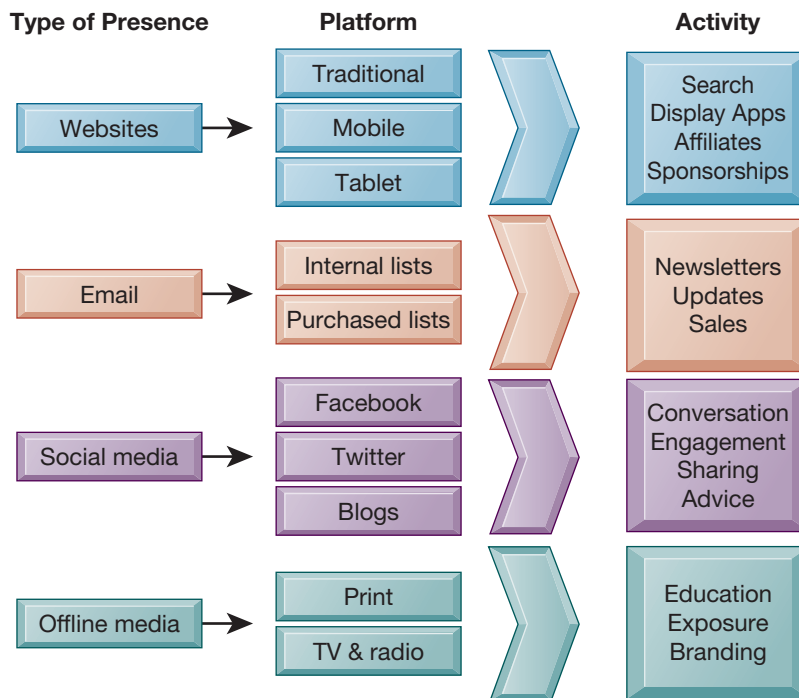 Type of Presence
Platform
Activity
Websites
Traditional
Mobile
Tablet
Search
Display Apps
Affiliates
Sponsorships
Email
Internal lists
Purchased lists
Newsletters
Updates
Sales
Social media
Facebook
Twitter
Blogs
Conversation
Engagement
Sharing
Advice
Offline media
Print
TV & radio
Education
Exposure
Branding